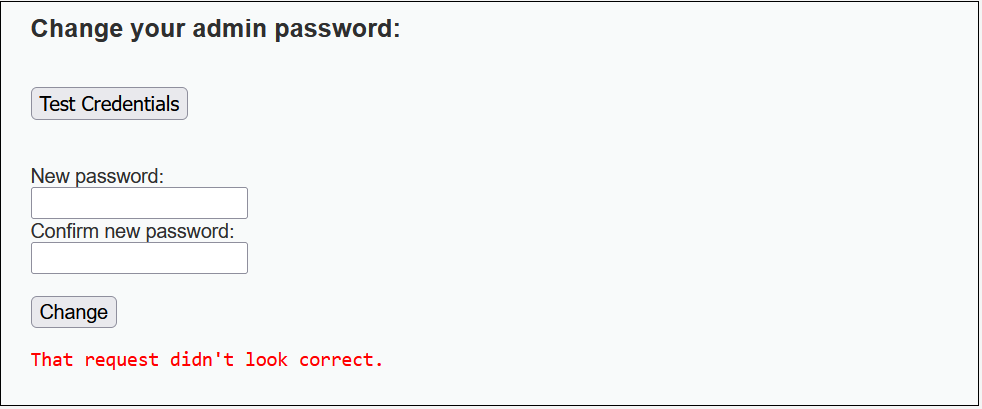 Change your admin password:
Test Credentials
New password:
Confirm new password:
Change
That request didn't look correct.